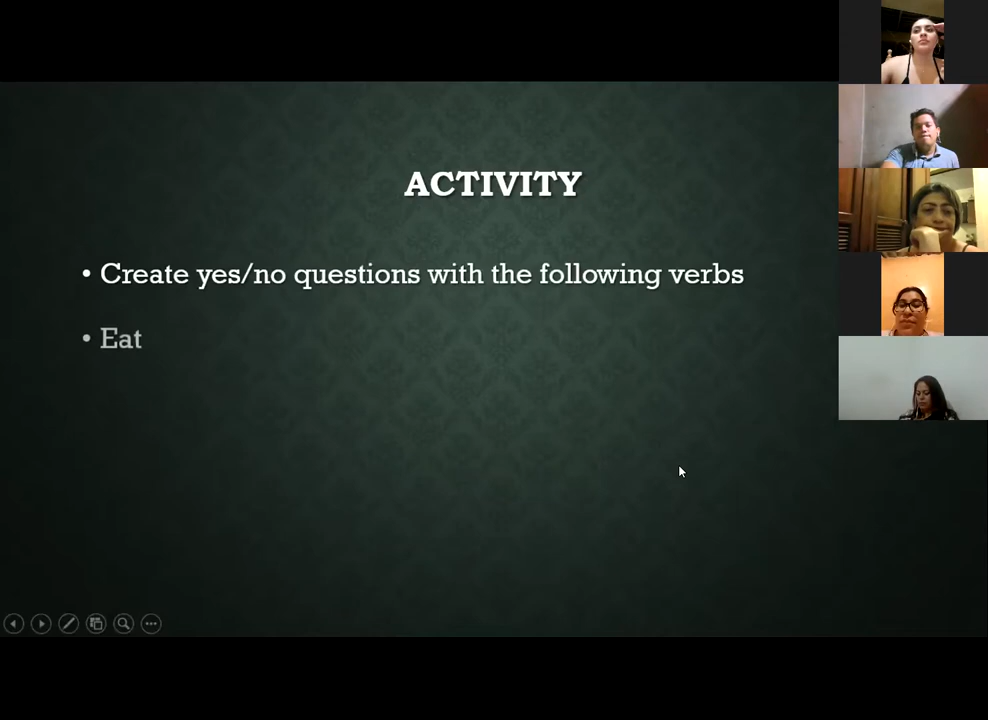 ACTIVITY
• Create yes/no questions with the following verbs
• Eat